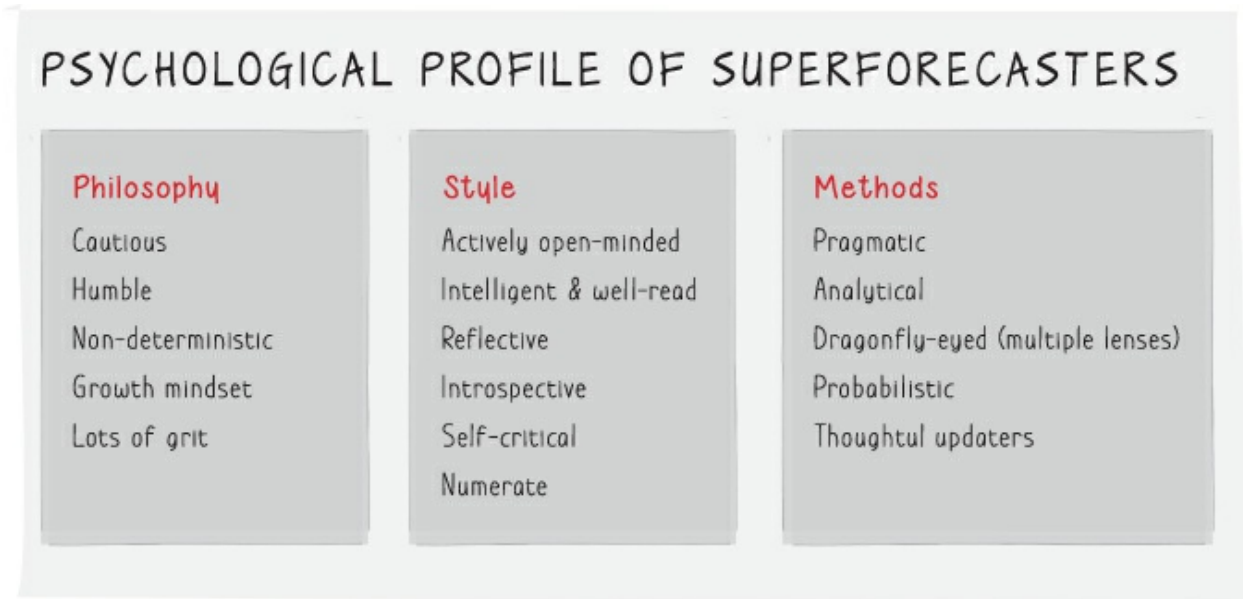 PSYCHOLOGICAL PROFILE OF SUPERFORECASTERS
Philosophy
Cautious
Humble
Non-deterministic
Growth mindset
Lots of grit
Style
Actively open-minded
Intelligent & well-read
Reflective
Introspective
Self-critical
Numerate
Methods
Pragmatic
Analytical
Dragonfly-eyed (multiple lenses)
Probabilistic
Thoughtul updaters